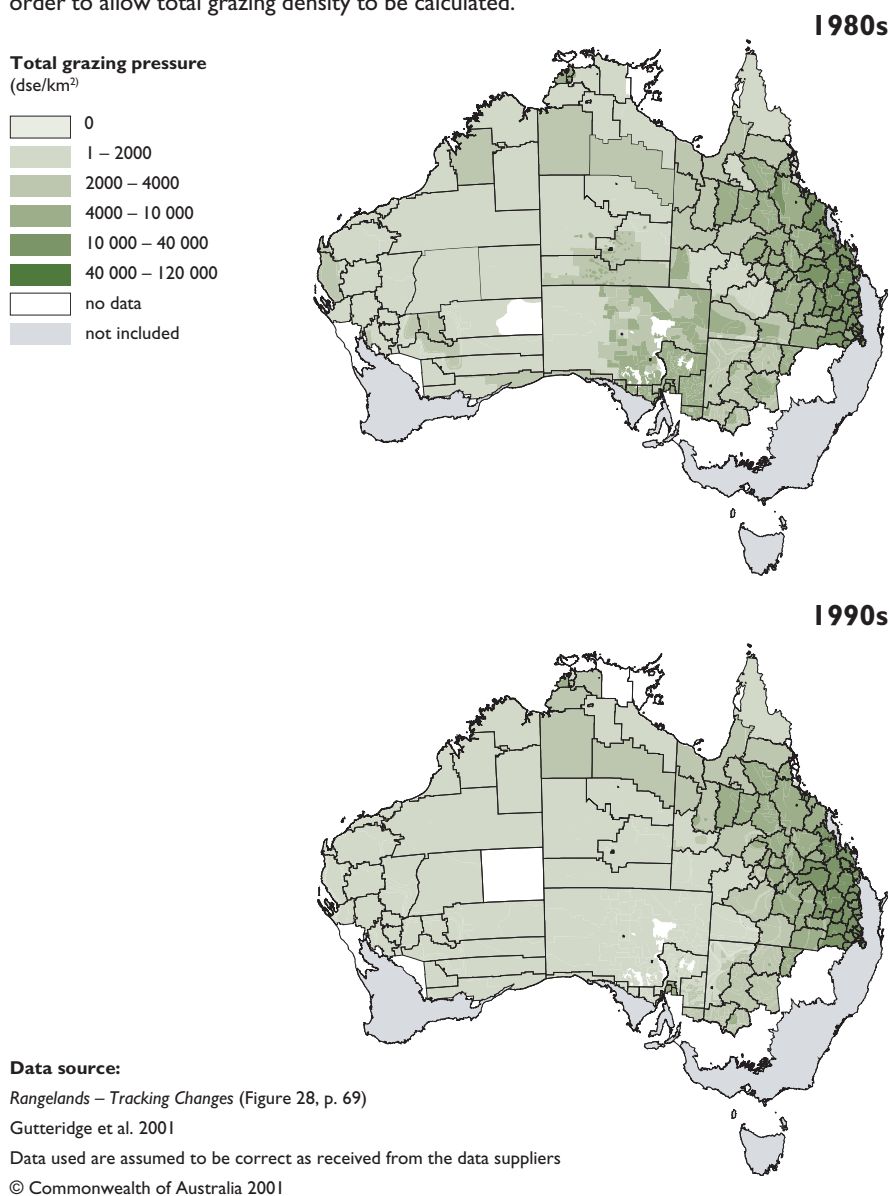 order to allow total grazing density to be calculated.
1980s
Total grazing pressure
(dse/km²)
0
1 – 2000
2000 – 4000
4000 – 10 000
10 000 – 40 000
40 000 – 120 000
no data
not included
1990s
Data source:
Rangelands – Tracking Changes (Figure 28, p. 69)
Gutteridge et al. 2001
Data used are assumed to be correct as received from the data suppliers
© Commonwealth of Australia 2001